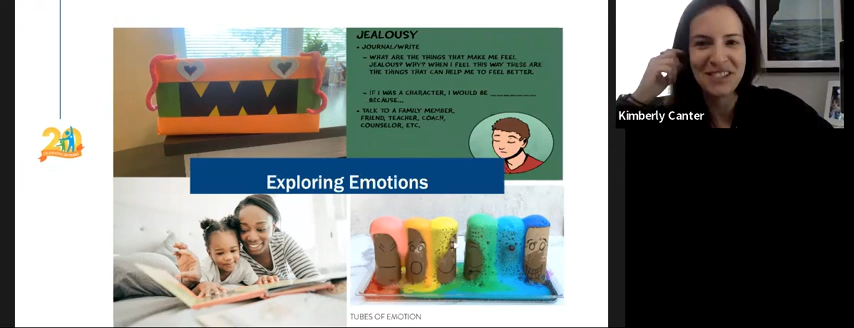 JEALOUSY
• JOURNAL/WRITE
– WHAT ARE THE THINGS THAT MAKE ME FEEL
JEALOUSY? WHY? WHEN I FEEL THIS WAY THESE ARE
THE THINGS THAT CAN HELP ME TO FEEL BETTER.
– IF I WAS A CHARACTER, I WOULD BE __________
BECAUSE...
• TALK TO A FAMILY MEMBER,
FRIEND, TEACHER, COACH,
COUNSELOR, ETC.
Kimberly Canter
20
Exploring Emotions
TUBES OF EMOTION